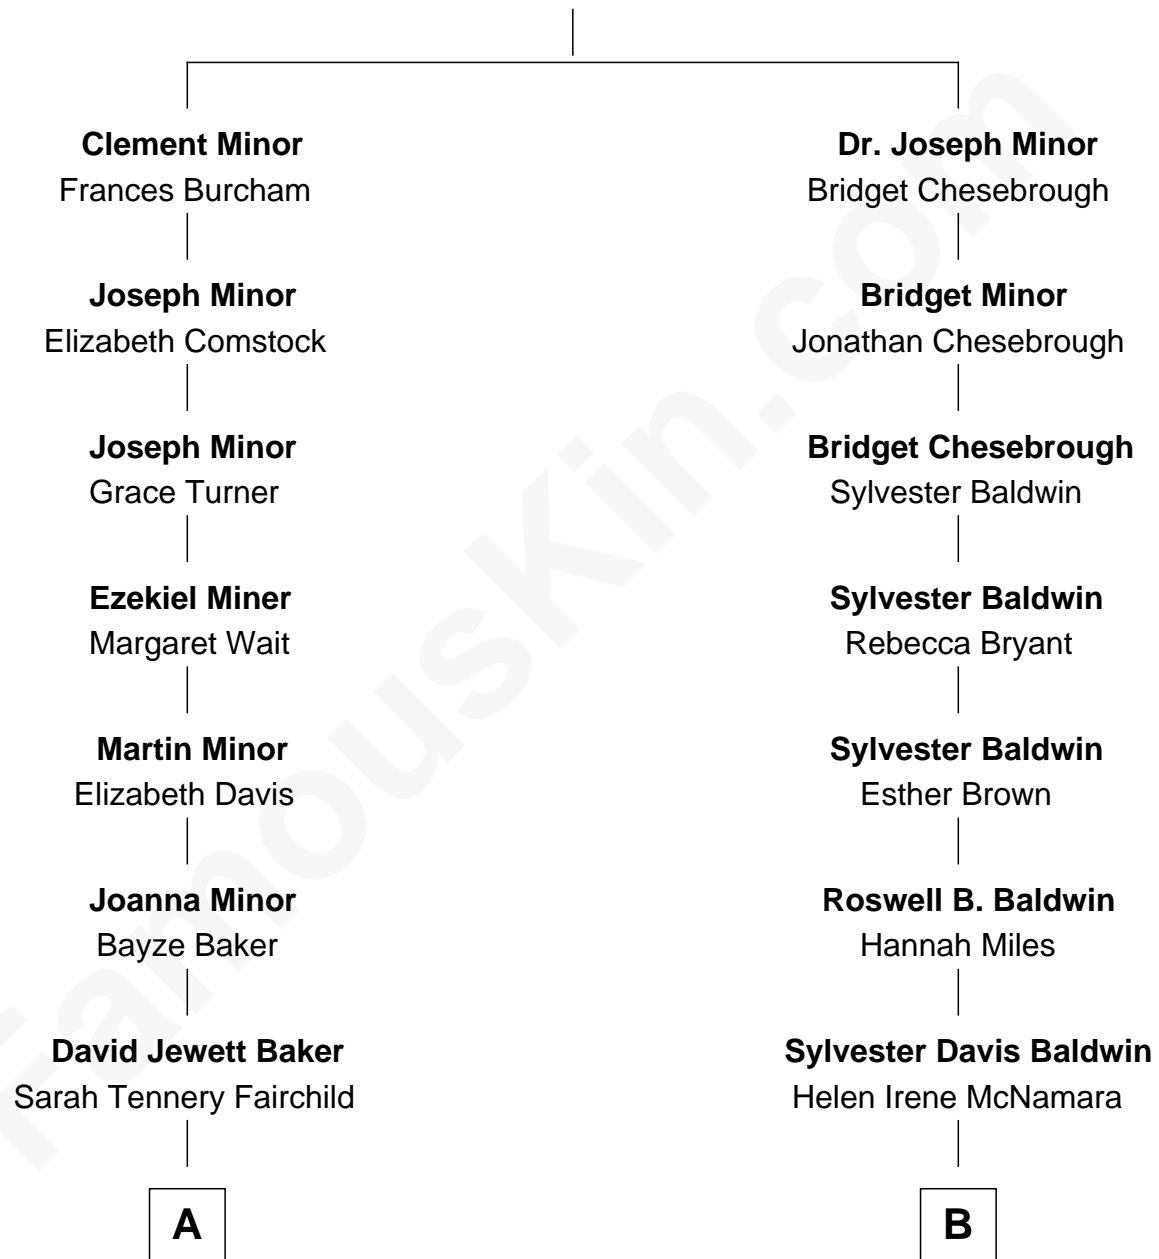 Clement Minor
Frances Burcham
Joseph Minor
Elizabeth Comstock
Joseph Minor
Grace Turner
Ezekiel Miner
Margaret Wait
Martin Minor
Elizabeth Davis
Joanna Minor
Bayze Baker
David Jewett Baker
Sarah Tennery Fairchild
A
Dr. Joseph Minor
Bridget Chesebrough
Bridget Minor
Jonathan Chesebrough
Bridget Chesebrough
Sylvester Baldwin
Sylvester Baldwin
Rebecca Bryant
Sylvester Baldwin
Esther Brown
Roswell B. Baldwin
Hannah Miles
Sylvester Davis Baldwin
Helen Irene McNamara
B
FamousKin.com